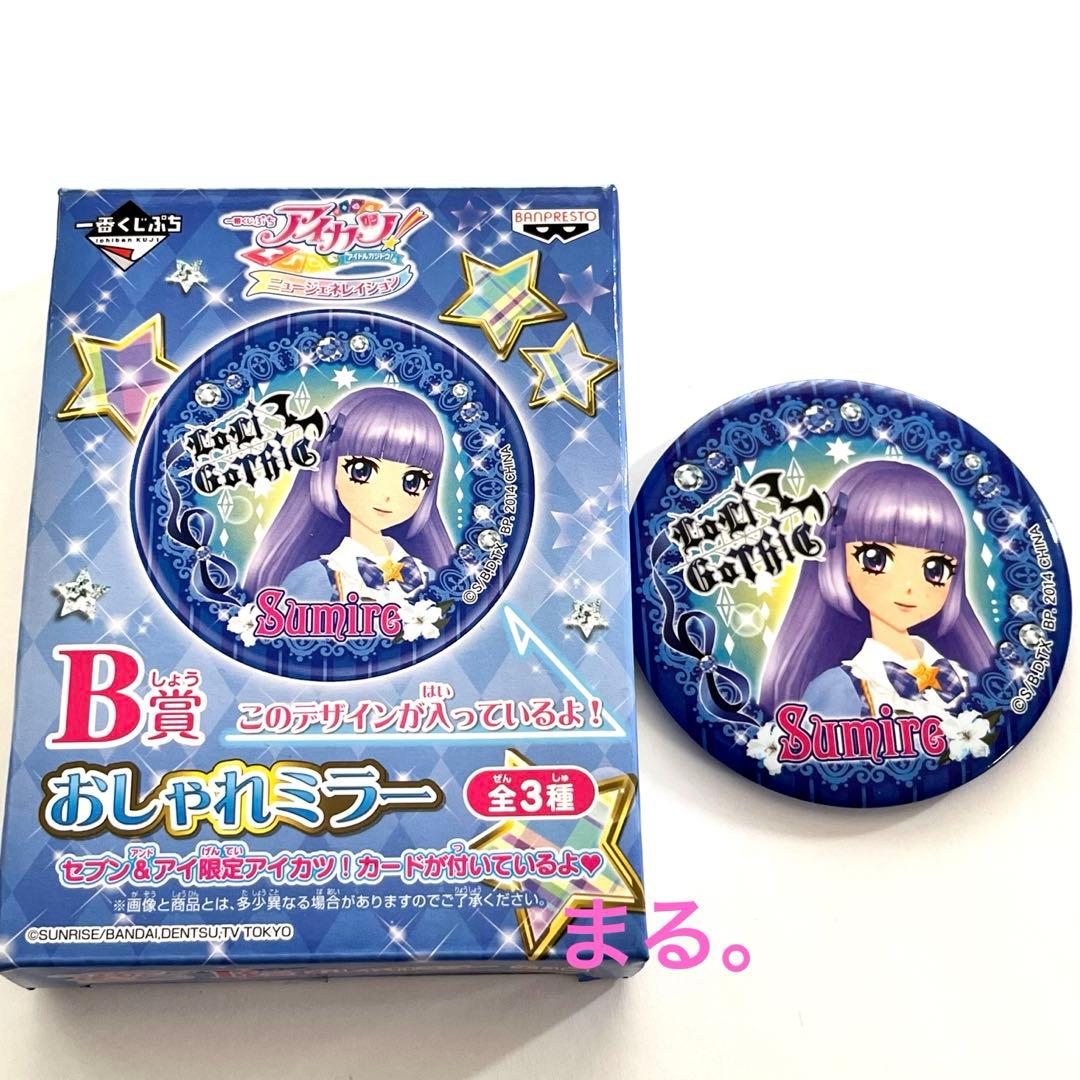 一番くじぷち
Ichiban KUJI
一番くじぷち
アイカツ！
アイドルカツドウ！
ニュージェネレイション
BANPRESTO
LoLi GoThiC
Sumire
©S/B,D,TX BP. 2014 CHINA
LoLi GoThiC
Sumire
©S/B,D,TX BP. 2014 CHINA
しょう
B賞
はい
このデザインが入っているよ！
おしゃれミラー
ぜん しゅ
全3種
アンド げんてい つ
セブン＆アイ限定アイカツ！カードが付いているよ♥
がぞう しょうひん たしょうこと ばあい りょうしょう
※画像と商品とは、多少異なる場合がありますのでご了承ください。
©SUNRISE/BANDAI,DENTSU,TV TOKYO
まる。